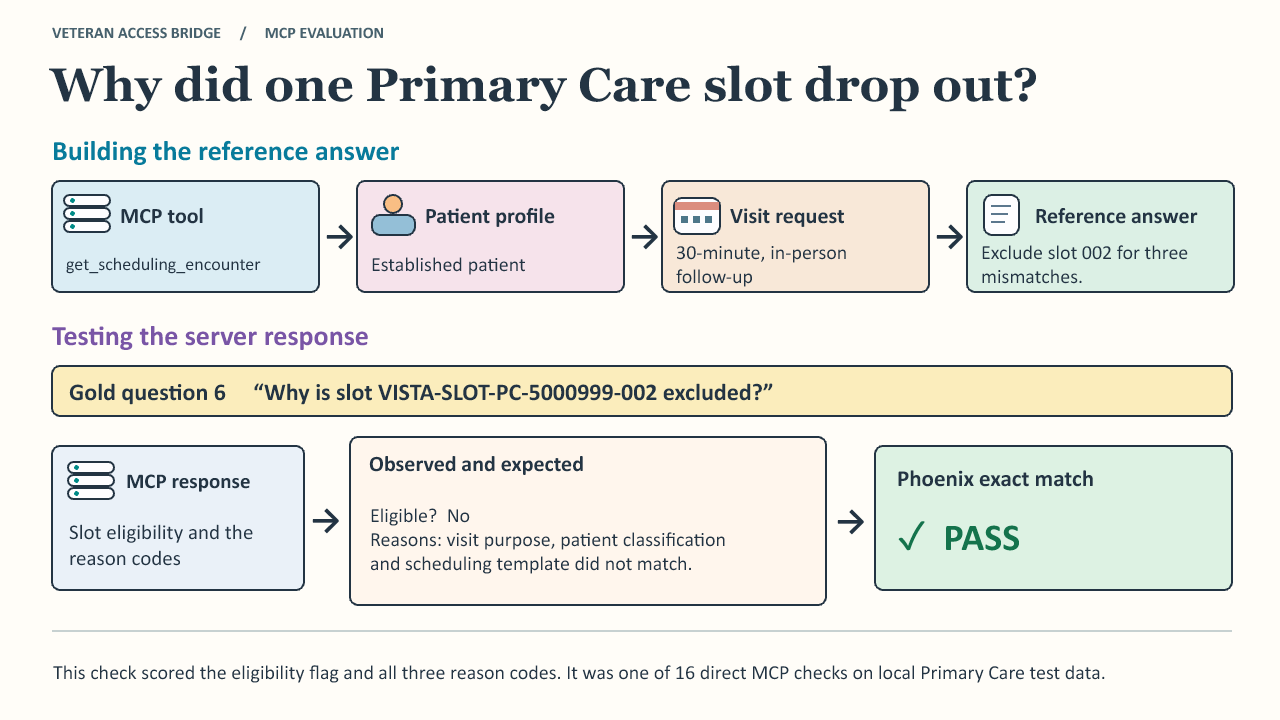 VETERAN ACCESS BRIDGE / MCP EVALUATION
Why did one Primary Care slot drop out?
Building the reference answer
MCP tool
get_scheduling_encounter
Patient profile
Established patient
Visit request
30-minute, in-person
follow-up
Reference answer
Exclude slot 002 for three
mismatches.
Testing the server response
Gold question 6 “Why is slot VISTA-SLOT-PC-5000999-002 excluded?”
MCP response
Slot eligibility and the
reason codes
Observed and expected
Eligible? No
Reasons: visit purpose, patient classification
and scheduling template did not match.
Phoenix exact match
✓ PASS
This check scored the eligibility flag and all three reason codes. It was one of 16 direct MCP checks on local Primary Care test data.